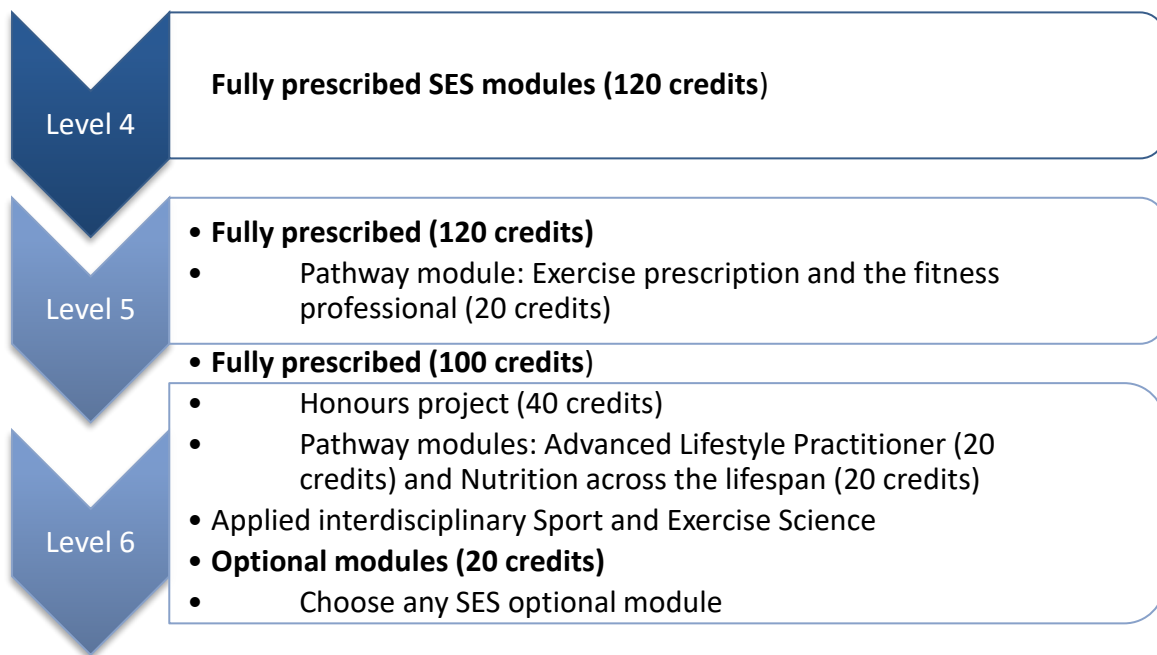 Level 4
Fully prescribed SES modules (120 credits)
Level 5
• Fully prescribed (120 credits)
• Pathway module: Exercise prescription and the fitness
professional (20 credits)
Level 6
• Fully prescribed (100 credits)
• Honours project (40 credits)
• Pathway modules: Advanced Lifestyle Practitioner (20
credits) and Nutrition across the lifespan (20 credits)
• Applied interdisciplinary Sport and Exercise Science
• Optional modules (20 credits)
• Choose any SES optional module